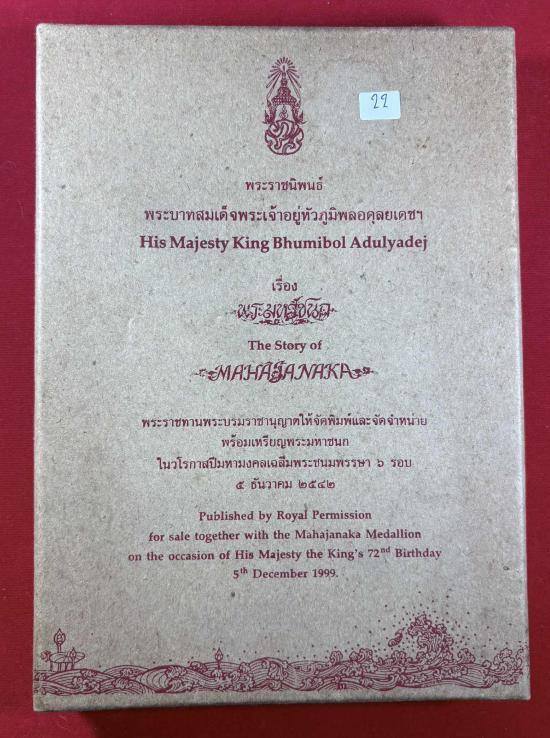 22
พระราชนิพนธ์
พระบาทสมเด็จพระเจ้าอยู่หัวภูมิพลอดุลยเดชฯ
His Majesty King Bhumibol Adulyadej
เรื่อง
พระมหาชนก
The Story of
MAHAJANAKA
พระราชทานพระบรมราชานุญาตให้จัดพิมพ์และจัดจำหน่าย
พร้อมเหรียญพระมหาชนก
ในวโรกาสปีมหามงคลเฉลิมพระชนมพรรษา ๖ รอบ
๕ ธันวาคม ๒๕๔๒
Published by Royal Permission
for sale together with the Mahajanaka Medallion
on the occasion of His Majesty the King's 72nd Birthday
5th December 1999.